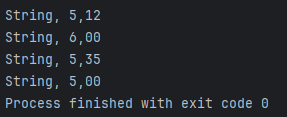 String, 5,12
String, 6,00
String, 5,35
String, 5,00
Process finished with exit code 0